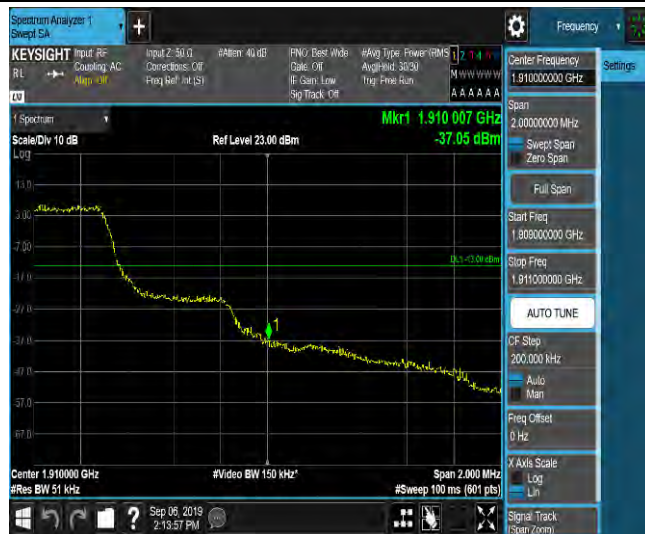 Spectrum Analyzer 1
Swept SA
Frequency
KEYSIGHT
RL
Input: RF
Coupling: AC
Align: Off
Input Z: 50 Ω
Corrections: Off
Freq Ref: Int (S)
#Atten: 40 dB
PNO: Best Wide
Gate: Off
IF Gain: Low
Sig Track: Off
#Avg Type: Power (RMS
Avg|Hold: 30/30
Trig: Free Run
M W W W W W
A A A A A A
1 Spectrum
Scale/Div 10 dB
Log
Ref Level 23.00 dBm
Mkr1 1.910 007 GHz
-37.05 dBm
13.0
3.00
-7.00
-17.0
-27.0
-37.0
-47.0
-57.0
-67.0
DL1 -13.00 dBm
1
Center 1.910000 GHz
#Res BW 51 kHz
#Video BW 150 kHz*
Span 2.000 MHz
#Sweep 100 ms (601 pts)
Center Frequency
1.910000000 GHz
Settings
Span
2.00000000 MHz
Swept Span
Zero Span
Full Span
Start Freq
1.909000000 GHz
Stop Freq
1.911000000 GHz
AUTO TUNE
CF Step
200.000 kHz
Auto
Man
Freq Offset
0 Hz
X Axis Scale
Log
Lin
Signal Track
(Span Zoom)
Sep 06, 2019
2:13:57 PM